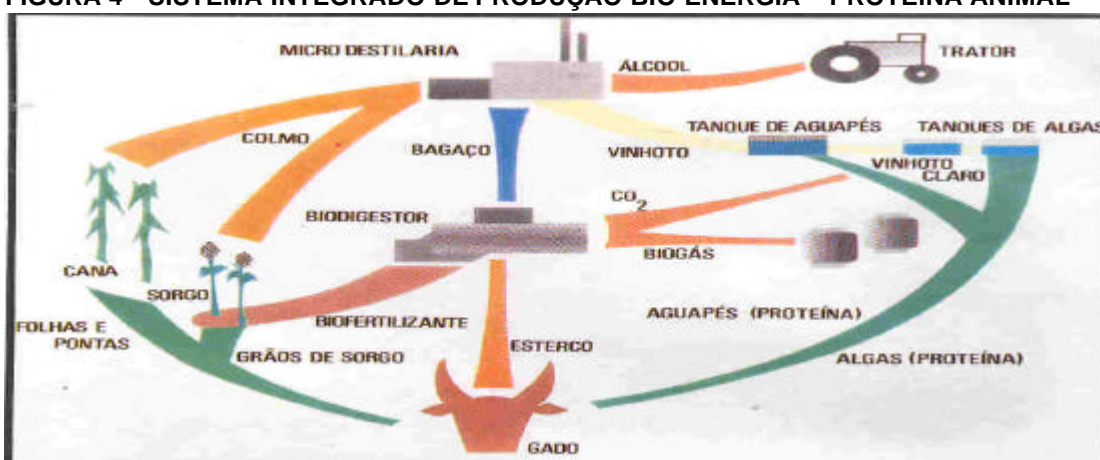 FIGURA 4 - SISTEMA INTEGRADO DE PRODUÇÃO BIO-ENERGIA - PROTEÍNA ANIMAL
MICRO DESTILARIA
ÁLCOOL
TRATOR
COLMO
BAGAÇO
VINHOTO
TANQUE DE AGUAPÉS
TANQUES DE ALGAS
VINHOTO
CLARO
CO2
BIODIGESTOR
BIOGÁS
CANA
SORGO
FOLHAS E
PONTAS
BIOFERTILIZANTE
GRÃOS DE SORGO
ESTERCO
AGUAPÉS (PROTEÍNA)
ALGAS (PROTEÍNA)
GADO